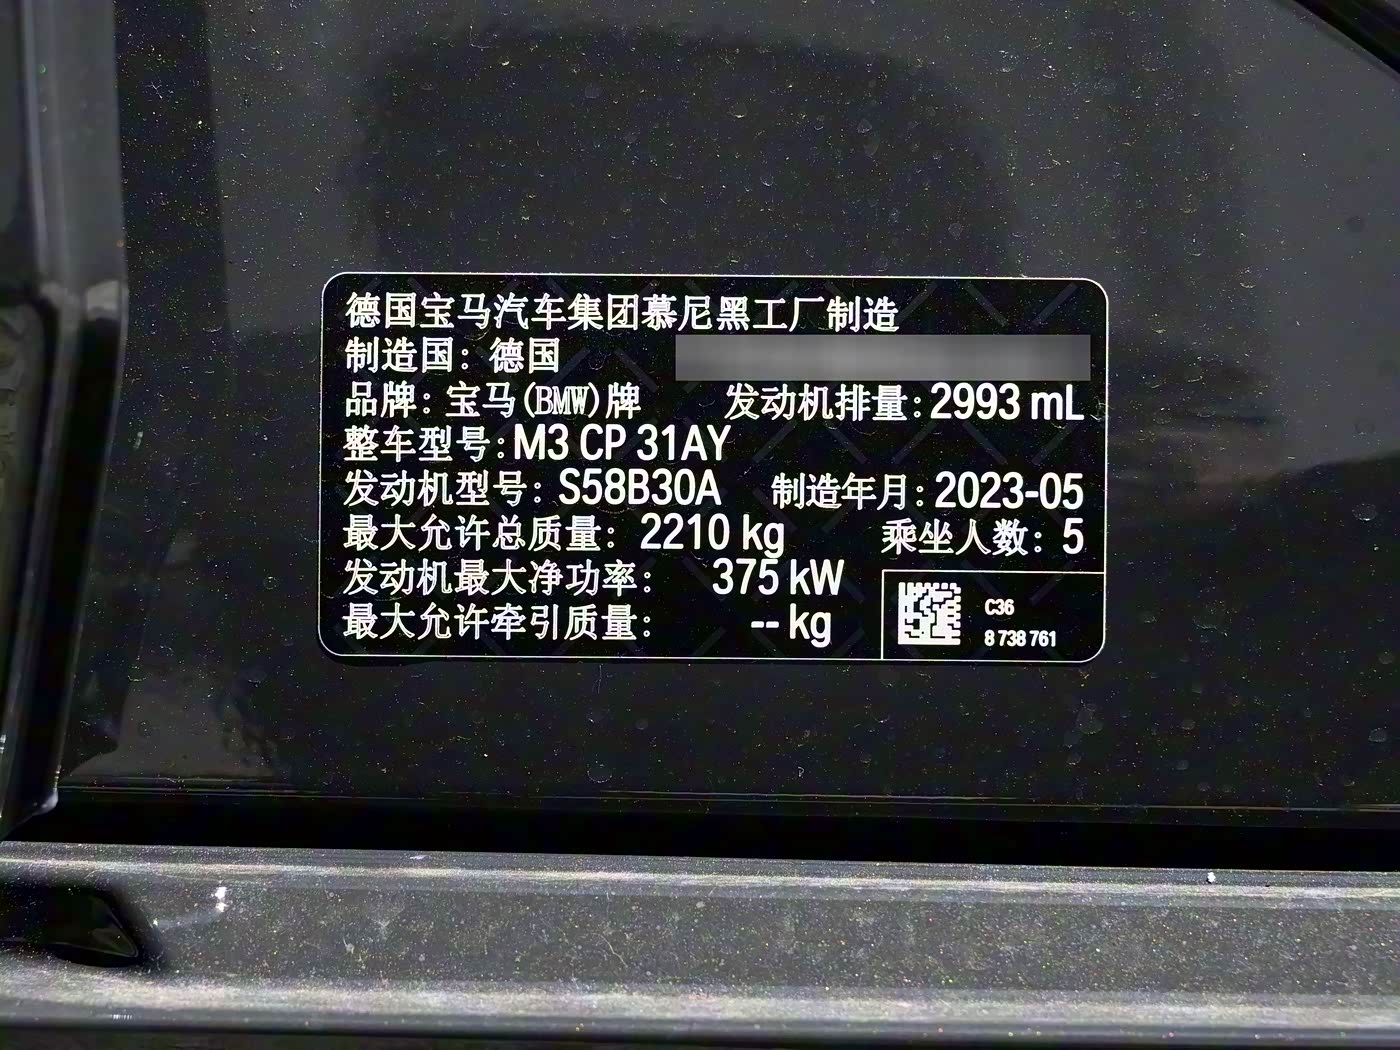 德国宝马汽车集团慕尼黑工厂制造
制造国：德国
品牌：宝马(BMW)牌 发动机排量：2993 mL
整车型号：M3 CP 31AY
发动机型号：S58B30A 制造年月：2023-05
最大允许总质量：2210 kg 乘坐人数：5
发动机最大净功率：375 kW
最大允许牵引质量：-- kg
C36
8 738 761